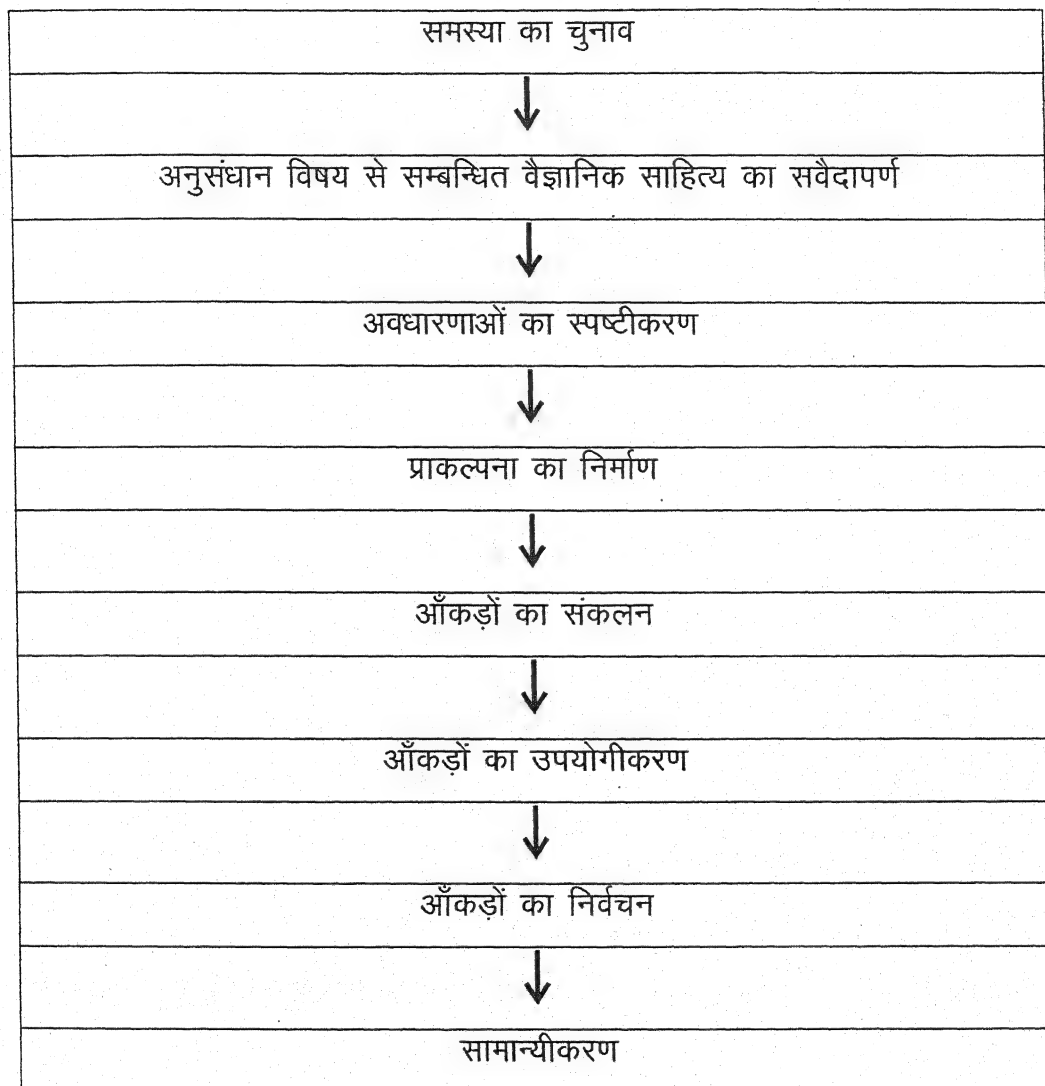 समस्या का चुनाव
अनुसंधान विषय से सम्बन्धित वैज्ञानिक साहित्य का सवैदापर्ण
अवधारणाओं का स्पष्टीकरण
प्राकल्पना का निर्माण
आँकड़ों का संकलन
आँकड़ों का उपयोगीकरण
आँकड़ों का निर्वचन
सामान्यीकरण